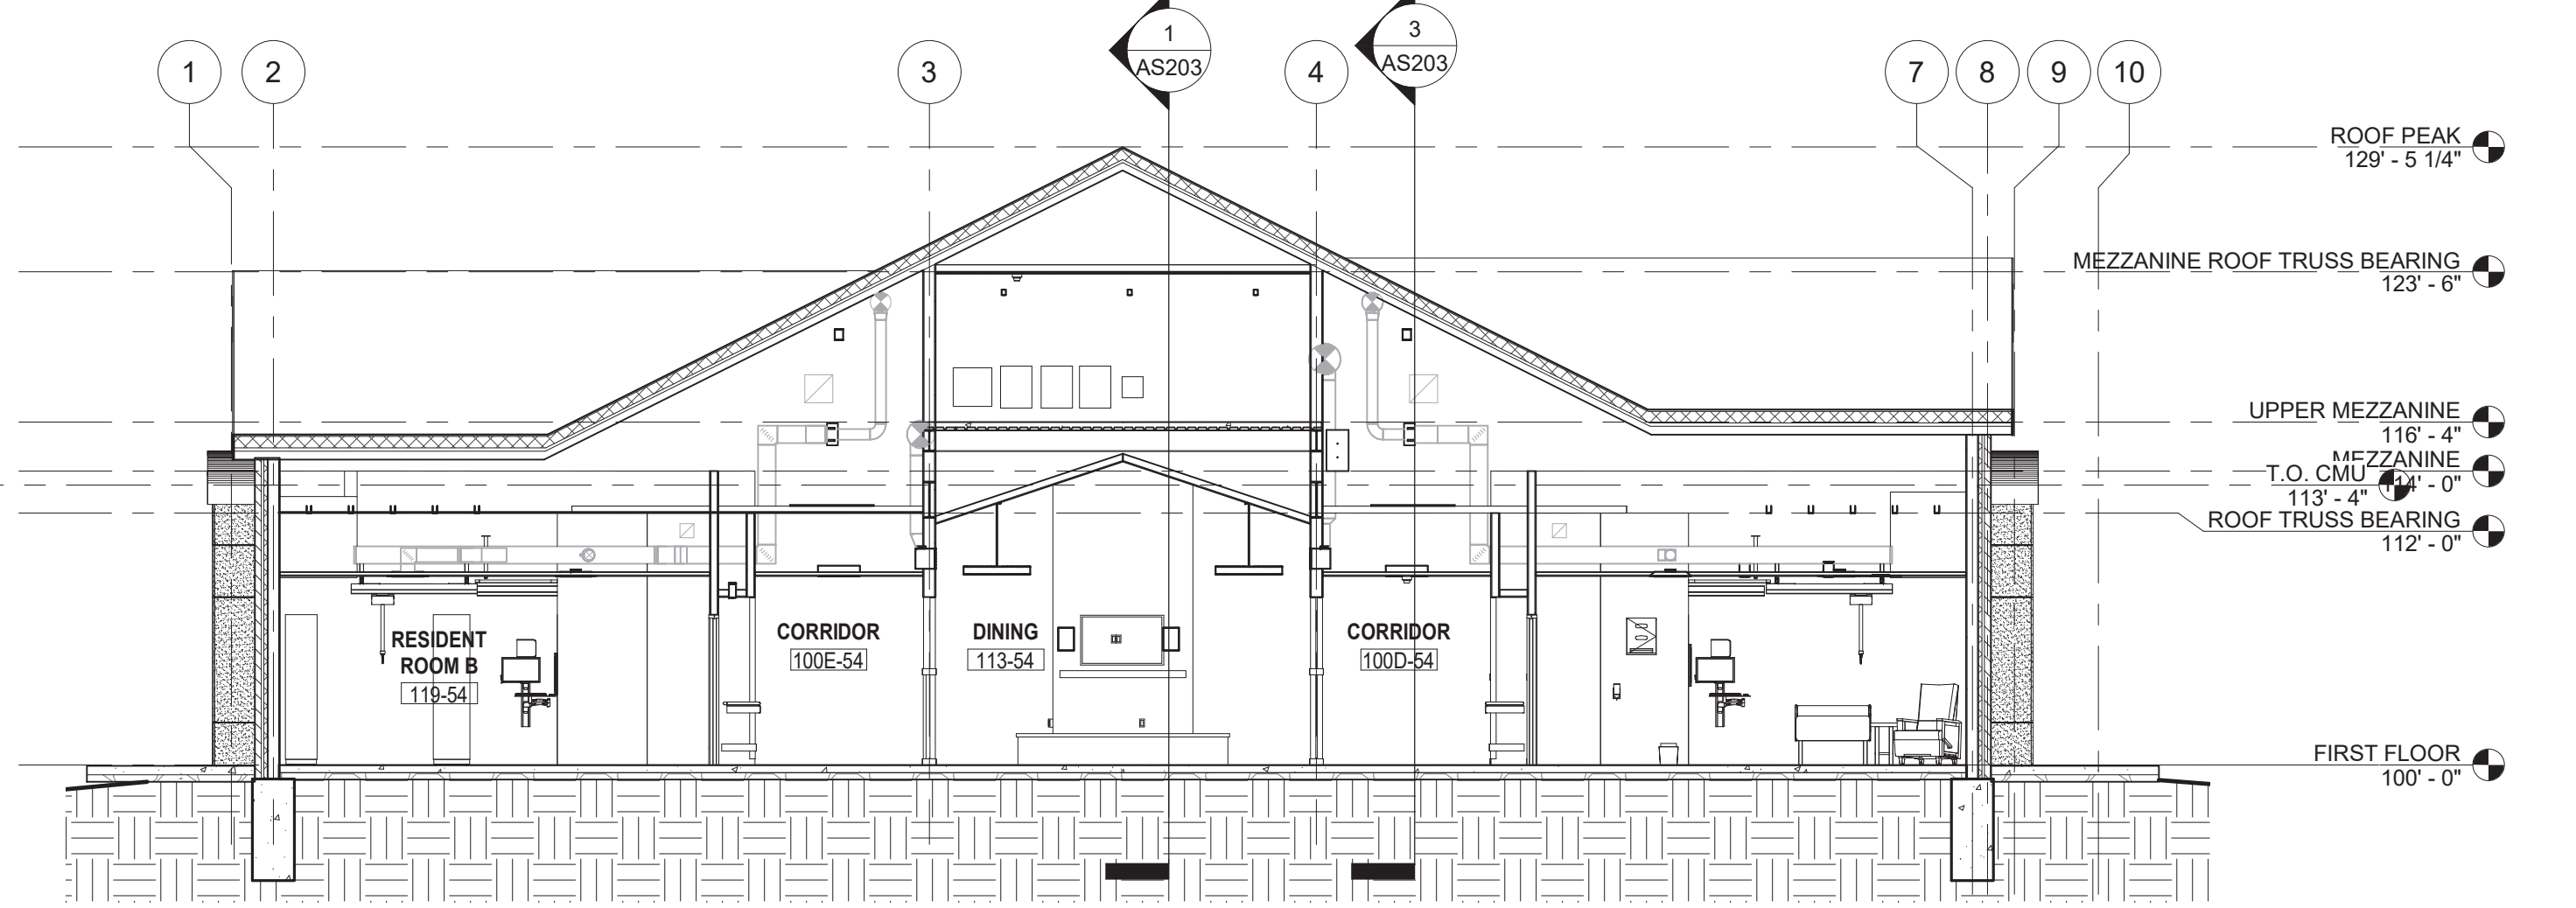 1
2
3
1
AS203
4
3
AS203
7
8
9
10
ROOF PEAK
129' - 5 1/4"
MEZZANINE ROOF TRUSS BEARING
123' - 6"
UPPER MEZZANINE
116' - 4"
MEZZANINE
114' - 0"
T.O. CMU
113' - 4"
ROOF TRUSS BEARING
112' - 0"
RESIDENT
ROOM B
119-54
CORRIDOR
100E-54
DINING
113-54
CORRIDOR
100D-54
FIRST FLOOR
100' - 0"